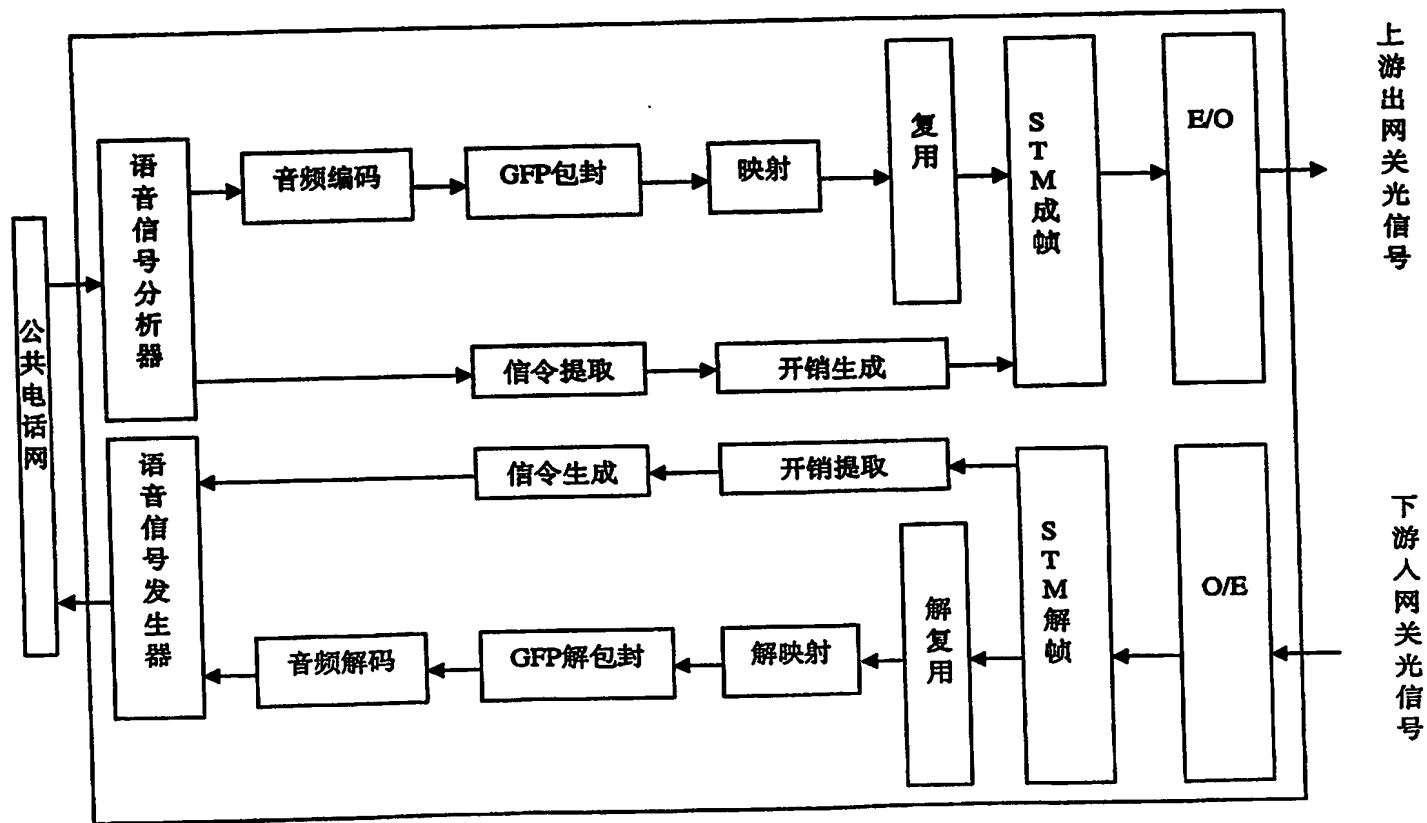 公共电话网
语音信号分析器
音频编码
GFP包封
映射
复用
STM成帧
E/O
上游出网关光信号
信令提取
开销生成
语音信号发生器
信令生成
开销提取
音频解码
GFP解包封
解映射
解复用
STM解帧
O/E
下游人网关光信号